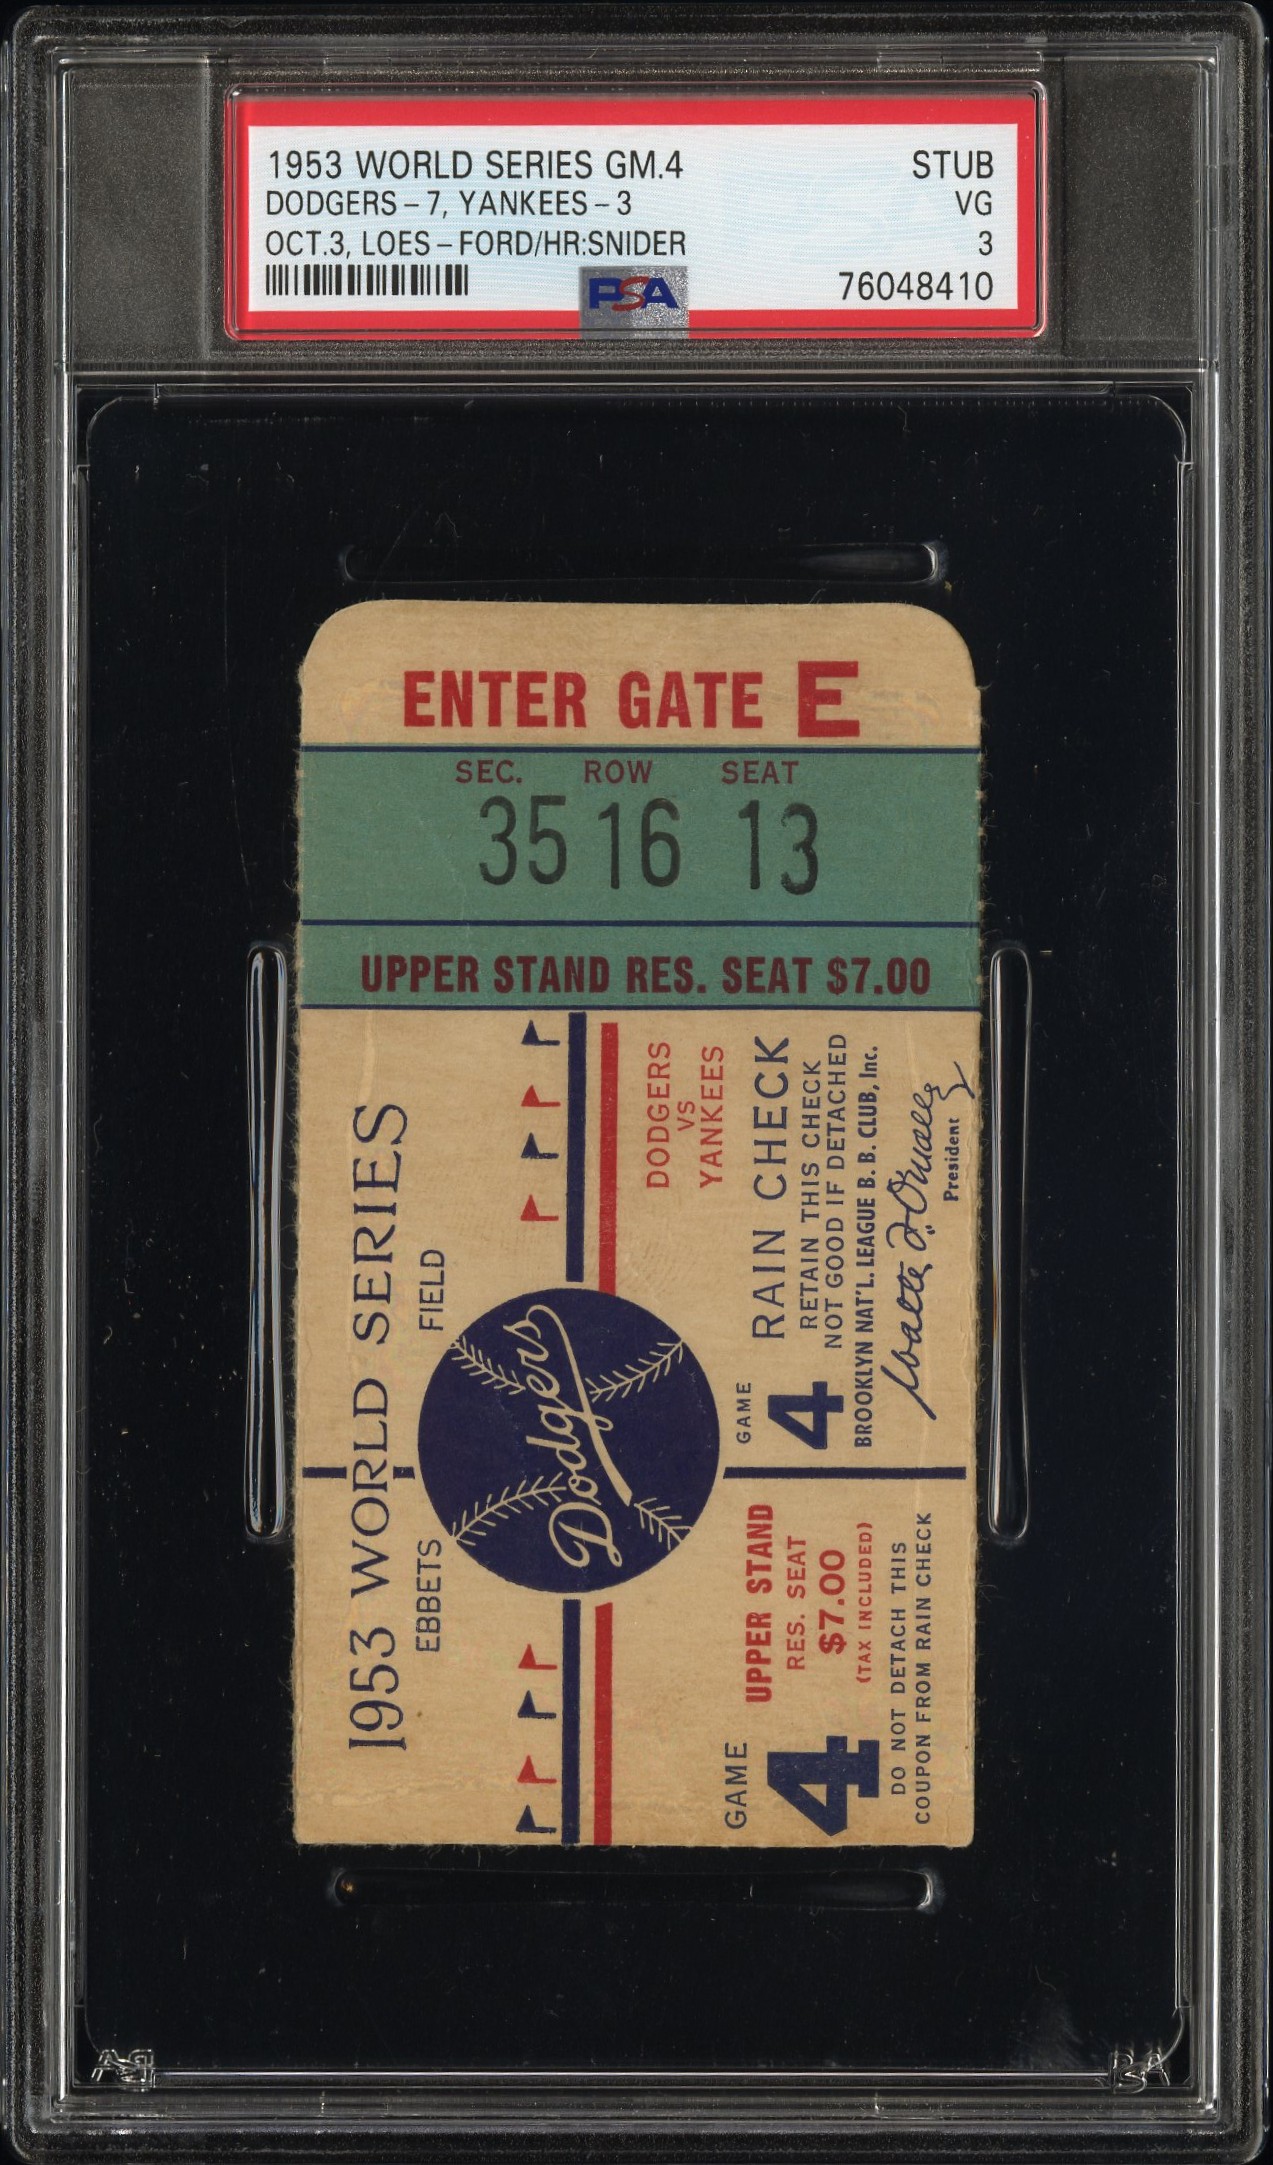 1953 WORLD SERIES GM.4 STUB
DODGERS - 7, YANKEES - 3 VG
OCT.3, LOES - FORD/HR:SNIDER 3
PSA 76048410
ENTER GATE E
SEC. ROW SEAT
35 16 13
UPPER STAND RES. SEAT $7.00
1953 WORLD SERIES
EBBETS FIELD
Dodgers
DODGERS
VS
YANKEES
GAME
4
RAIN CHECK
RETAIN THIS CHECK
NOT GOOD IF DETACHED
BROOKLYN NAT'L. LEAGUE B. B. CLUB, Inc.
Walter F. O'Malley
President
GAME
4
UPPER STAND
RES. SEAT
$7.00
(TAX INCLUDED)
DO NOT DETACH THIS
COUPON FROM RAIN CHECK
PSA
PSA